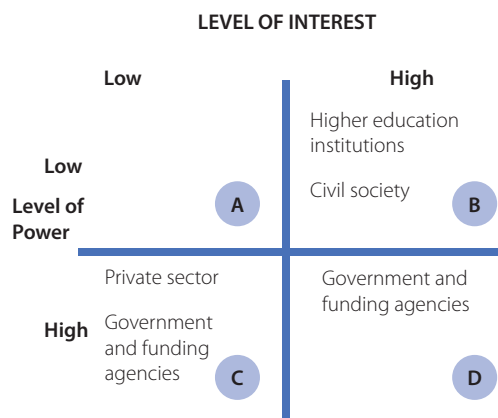 LEVEL OF INTEREST
Low
High
Low
Level of
Power
High
A
Higher education
institutions
Civil society
B
Private sector
Government
and funding
agencies
C
Government and
funding agencies
D